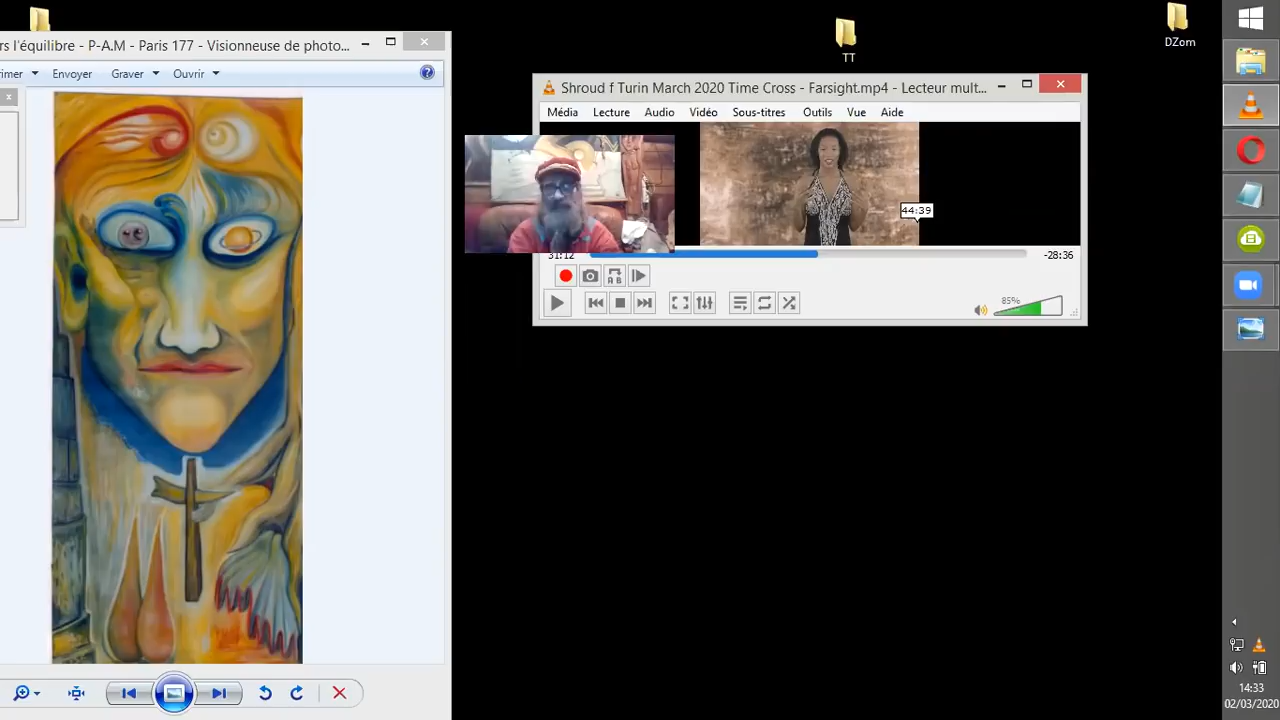 rs l'équilibre - P-A.M - Paris 177 - Visionneuse de photo...
imer Envoyer Graver Ouvrir
TT
DZom
Shroud f Turin March 2020 Time Cross - Farsight.mp4 - Lecteur mult...
Média Lecture Audio Vidéo Sous-titres Outils Vue Aide
44:39
31:12
-28:36
A B
85%
14:33
02/03/2020